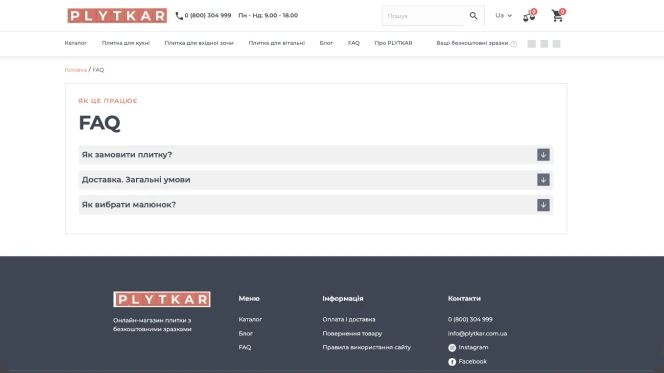 PLYTKAR
0 (800) 304 999
Пн - Нд: 9.00 - 18.00
Пошук
Ua
0
0
Каталог
Плитка для кухні
Плитка для вхідної зони
Плитка для вітальні
Блог
FAQ
Про PLYTKAR
Ваші безкоштовні зразки
Головна / FAQ
ЯК ЦЕ ПРАЦЮЄ
FAQ
Як замовити плитку?
Доставка. Загальні умови
Як вибрати малюнок?
PLYTKAR
Онлайн-магазин плитки з
безкоштовними зразками
Меню
Каталог
Блог
FAQ
Інформація
Оплата і доставка
Повернення товару
Правила використання сайту
Контакти
0 (800) 304 999
info@plytkar.com.ua
Instagram
Facebook